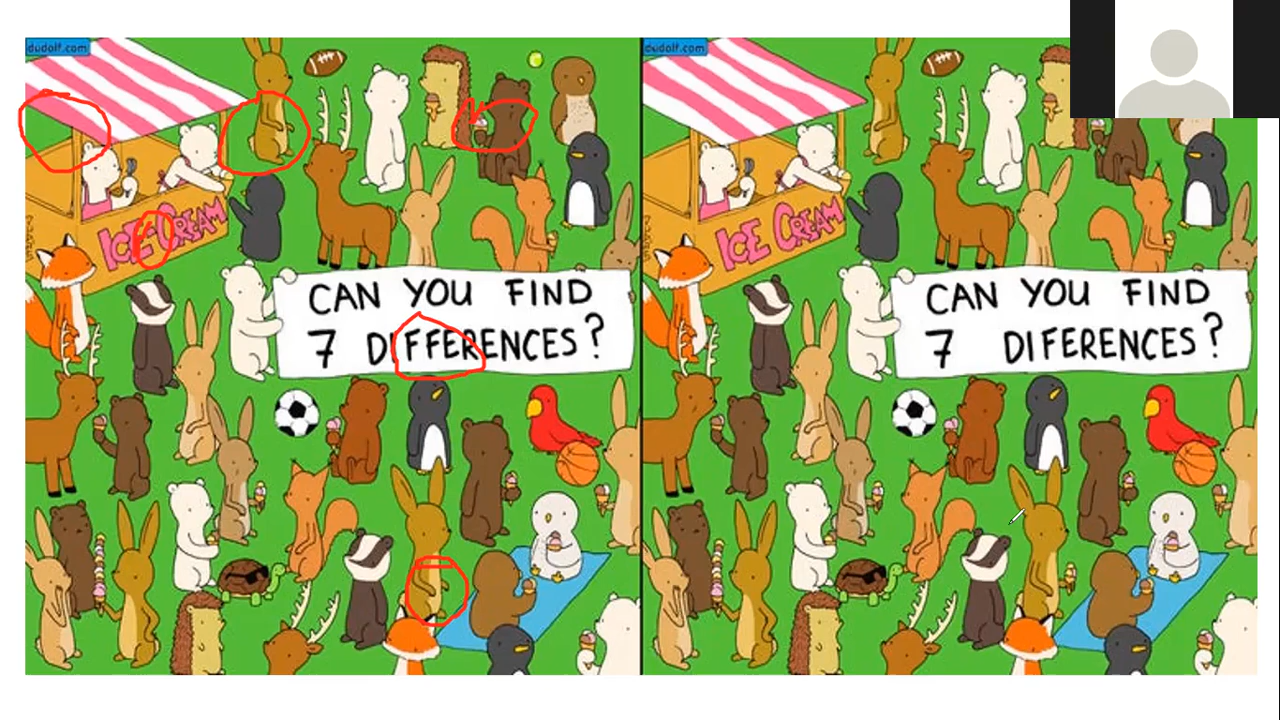 dudolf.com
ICE CREAM
CAN YOU FIND
7 DIFFERENCES?
dudolf.com
ICE CREAM
CAN YOU FIND
7 DIFERENCES?